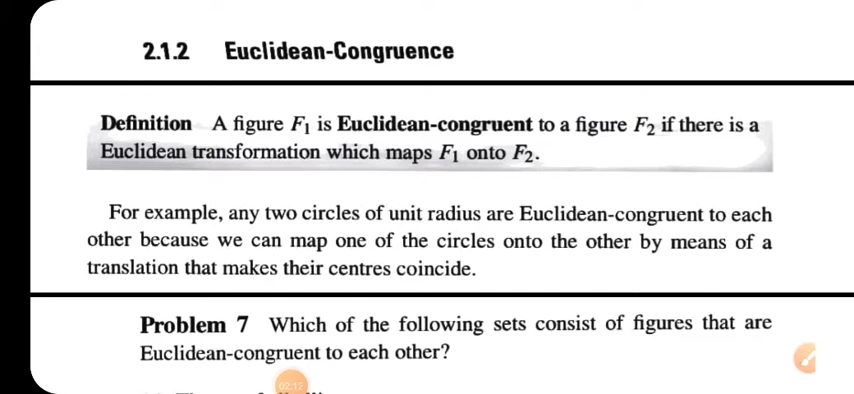 2.1.2 Euclidean-Congruence
Definition A figure F₁ is Euclidean-congruent to a figure F₂ if there is a
Euclidean transformation which maps F₁ onto F₂.
For example, any two circles of unit radius are Euclidean-congruent to each
other because we can map one of the circles onto the other by means of a
translation that makes their centres coincide.
Problem 7 Which of the following sets consist of figures that are
Euclidean-congruent to each other?
02:12